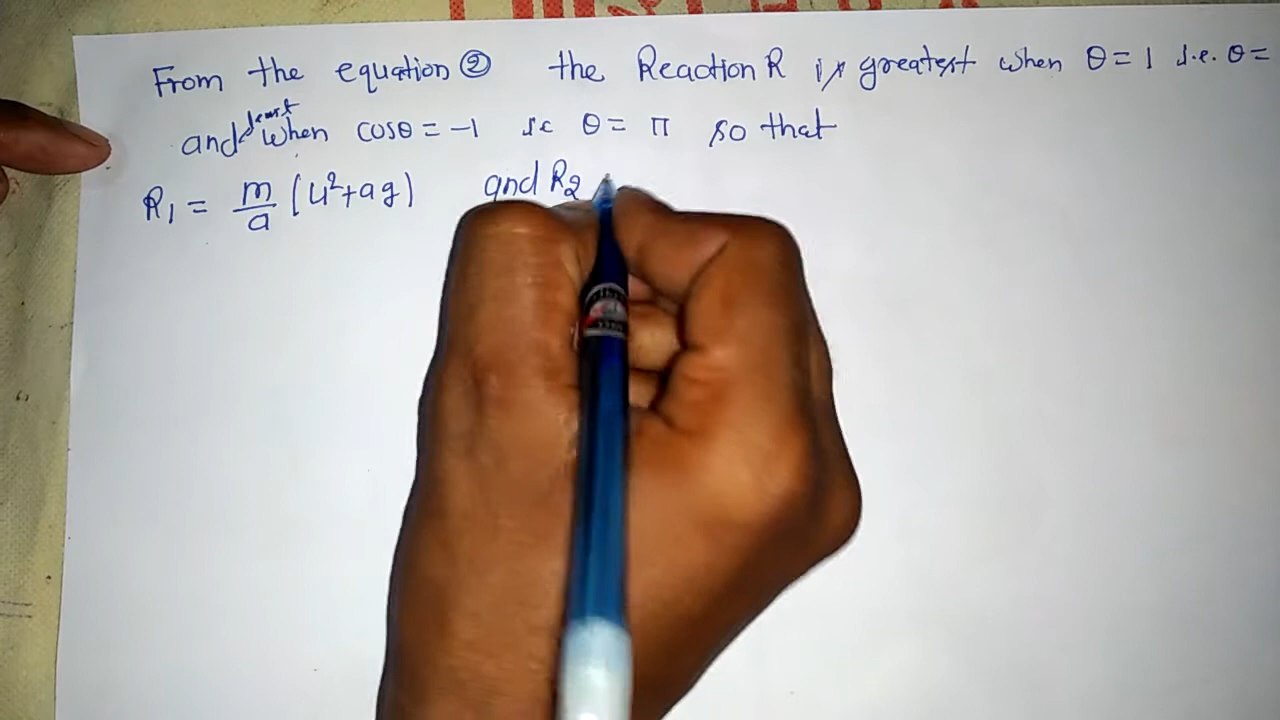 From the equation ② the Reaction R is greatest when θ = 1 i.e. θ =
and least when cosθ = -1 ie θ = π so that
R₁ = m/a (u²+ag) and R₂